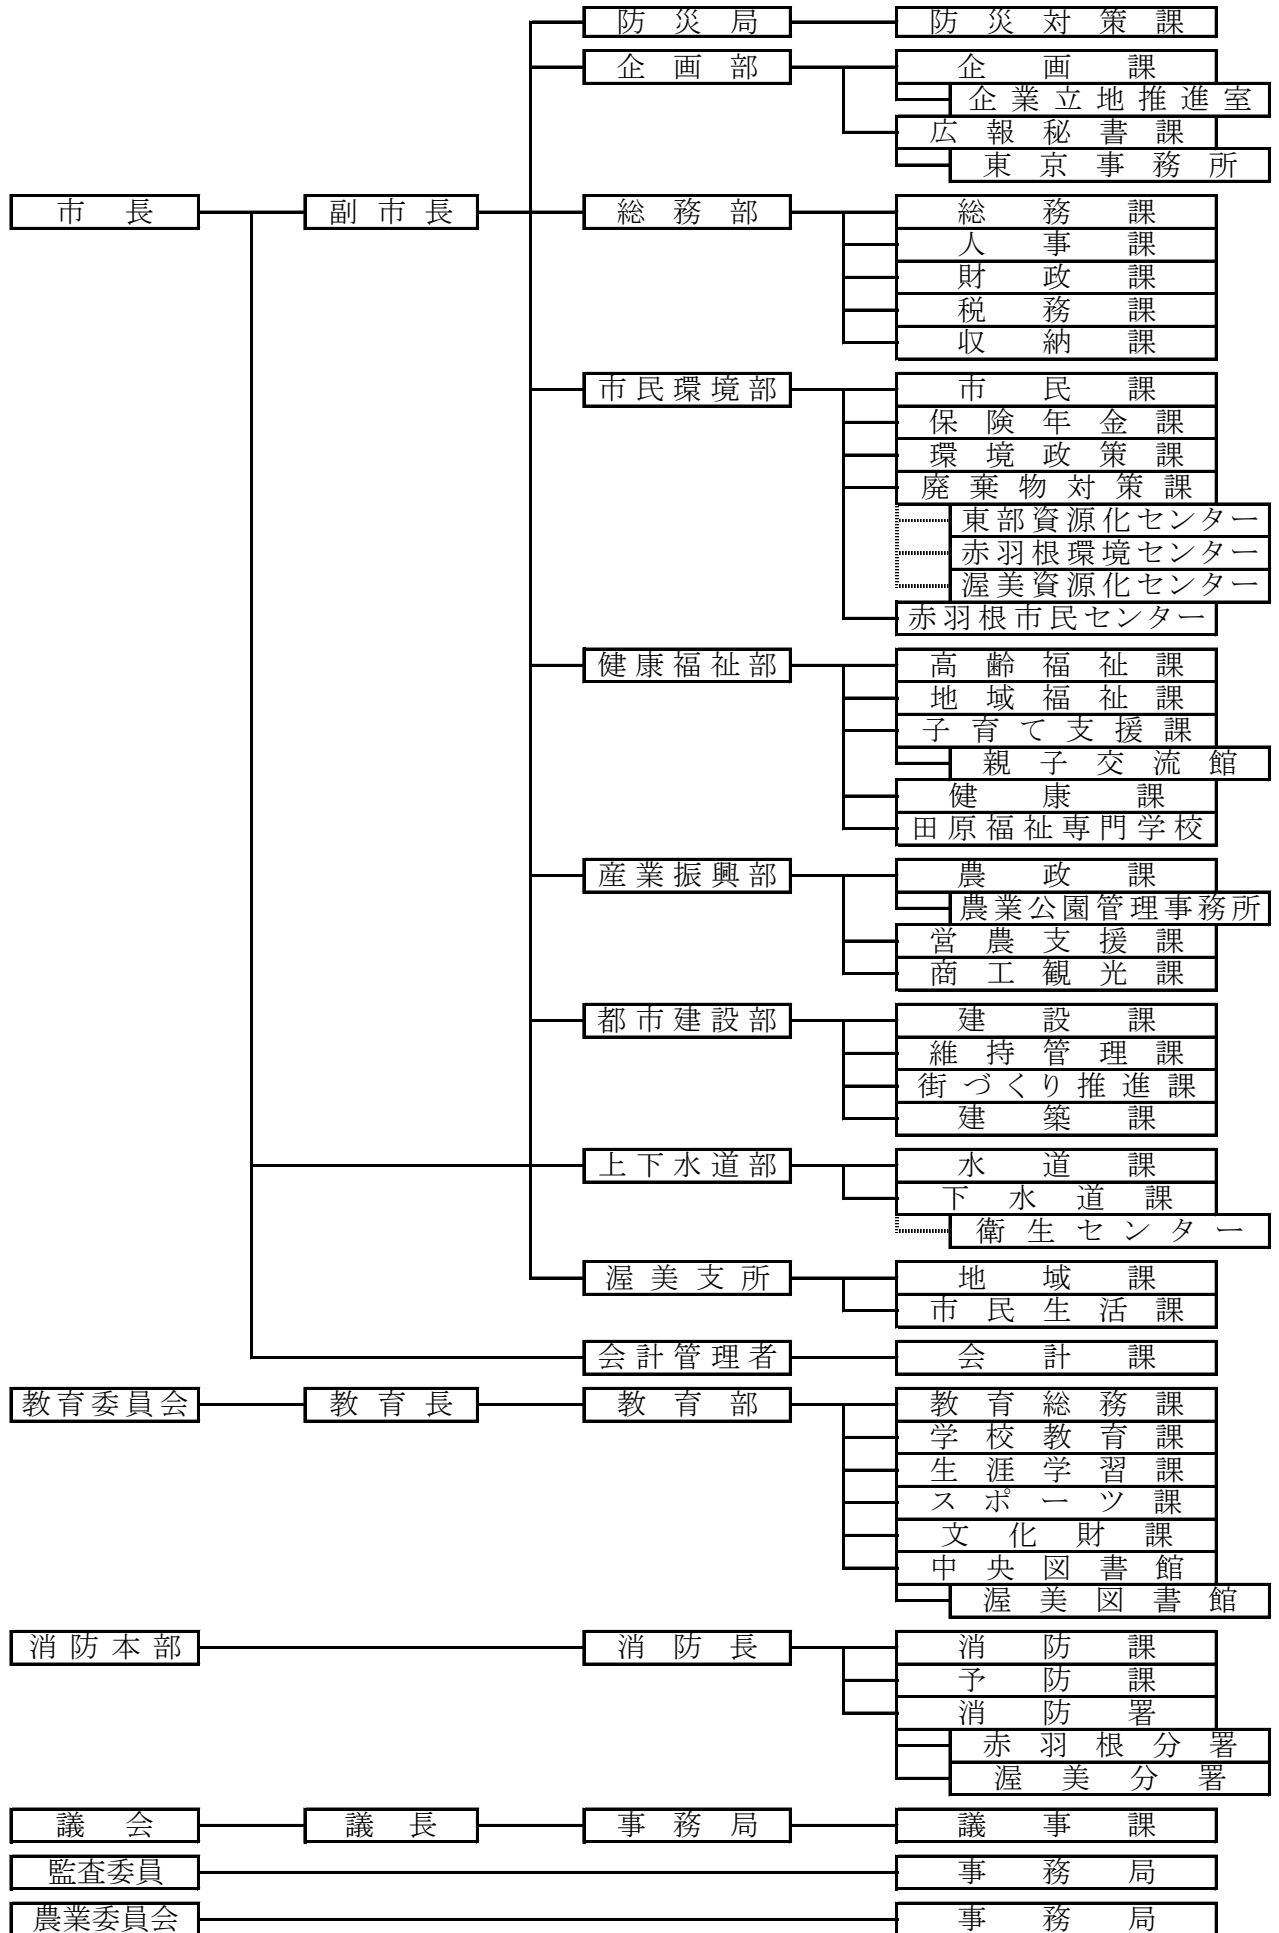 防災局 防災対策課
企画部 企画課
企業立地推進室
広報秘書課
東京事務所
市長 副市長 総務部 総務課
人事課
財政課
税務課
収納課
市民環境部 市民課
保険年金課
環境政策課
廃棄物対策課
東部資源化センター
赤羽根環境センター
渥美資源化センター
赤羽根市民センター
健康福祉部 高齢福祉課
地域福祉課
子育て支援課
親子交流館
健康課
田原福祉専門学校
産業振興部 農政課
農業公園管理事務所
営農支援課
商工観光課
都市建設部 建設課
維持管理課
街づくり推進課
建築課
上下水道部 水道課
下水道課
衛生センター
渥美支所 地域課
市民生活課
会計管理者 会計課
教育委員会 教育長 教育部 教育総務課
学校教育課
生涯学習課
スポーツ課
文化財課
中央図書館
渥美図書館
消防本部 消防長 消防課
予防課
消防署
赤羽根分署
渥美分署
議会 議長 事務局 議事課
監査委員 事務局
農業委員会 事務局